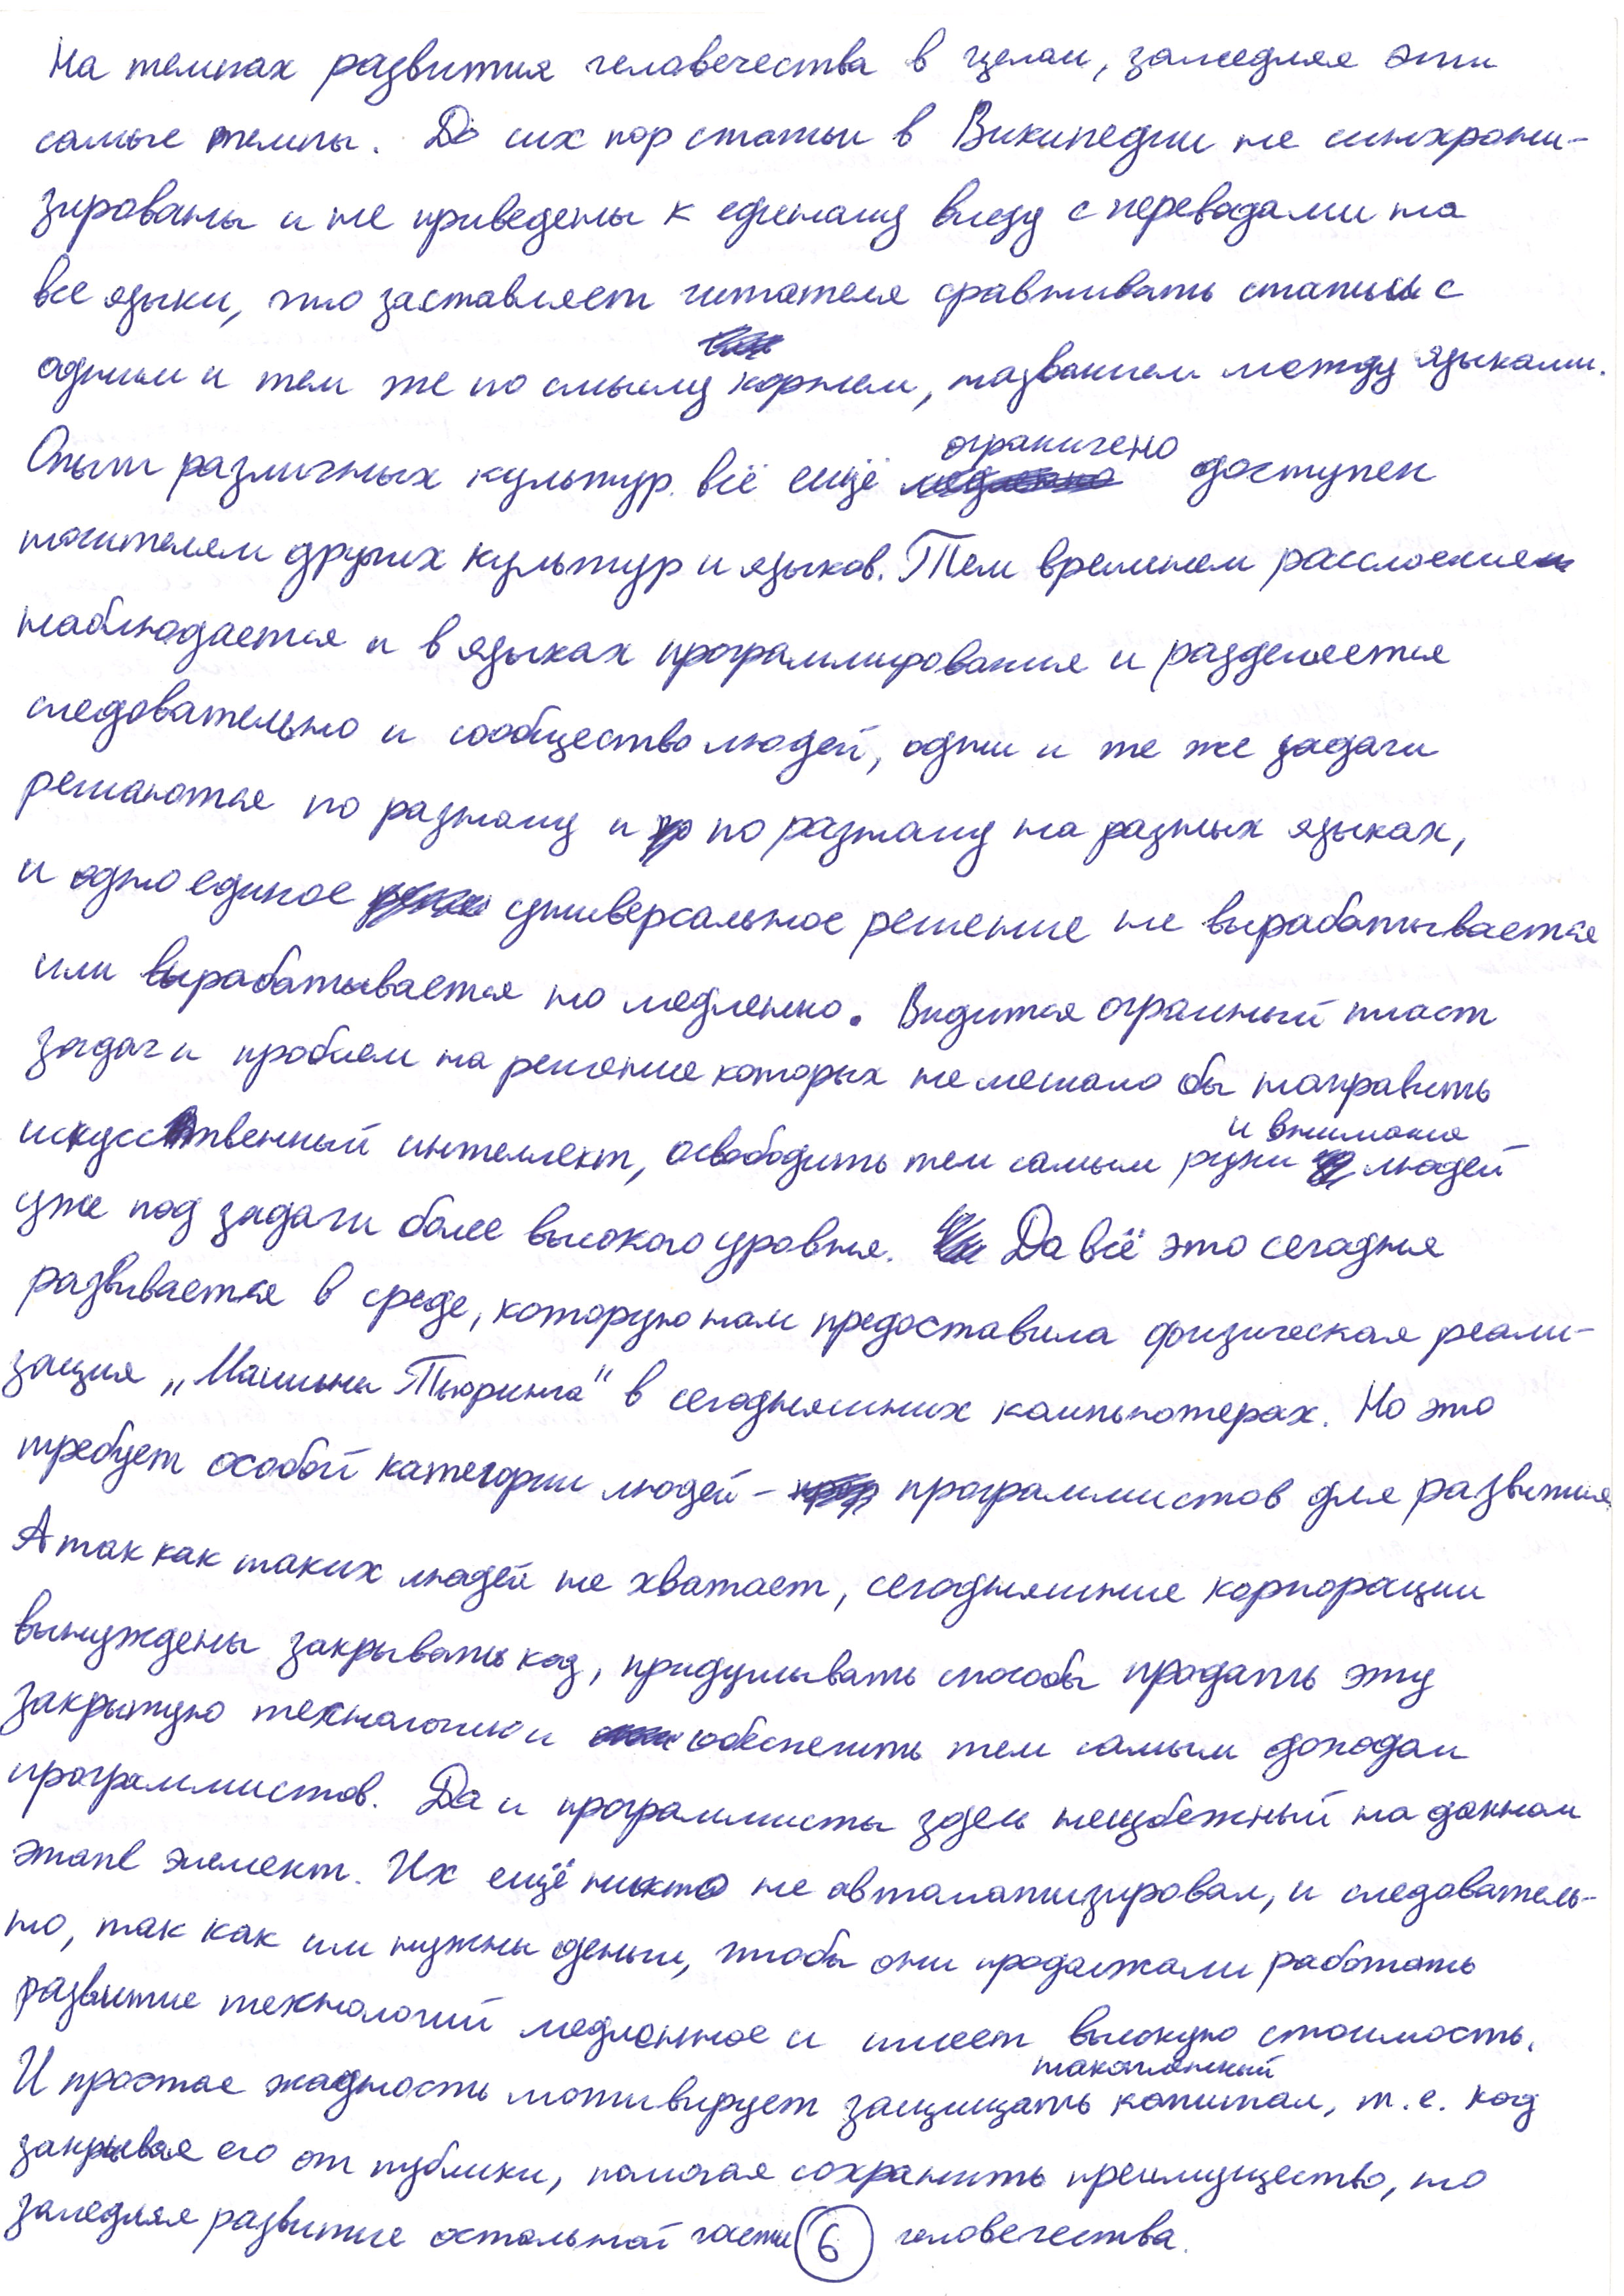 на темпах развития человечества в целом, замедляя эти
самые темпы. До сих пор статьи в Википедии не синхрони-
зированы и не приведены к единому виду с переводами на
все языки, что заставляет читателя сравнивать статьи с
одним и тем же по смыслу корнем, названием между языками.
Опыт различных культур всё ещё ограничено доступен
носителям других культур и языков. Тем временем расслоение
наблюдается и в языках программирования и разделяется
следовательно и сообщество людей, одни и те же задачи
решаются по разному и по разному на разных языках,
и одно единое универсальное решение не вырабатывается
или вырабатывается но медленно. Видится огромный пласт
задач и проблем на решение которых не мешало бы направить
искусственный интеллект, освободить тем самым руки и внимание людей
уже под задачи более высокого уровня. Да всё это сегодня
развивается в среде, которую нам предоставила физическая реали-
зация „Машины Тьюринга" в сегодняшних компьютерах. Но это
требует особой категории людей - программистов для развития.
А так как таких людей не хватает, сегодняшние корпорации
вынуждены закрывать код, придумывать способы продать эту
закрытую технологию и обеспечить тем самым доходом
программистов. Да и программисты здесь неизбежный на данном
этапе элемент. Их ещё никто не автоматизировал, и следователь-
но, так как им нужны деньги, чтобы они продолжали работать
развитие технологий медленное и имеет высокую стоимость.
И простая жадность мотивирует защищать накопленный капитал, т.е. код
закрывая его от публики, помогая сохранить преимущество, но
замедляя развитие остальной части человечества.
6